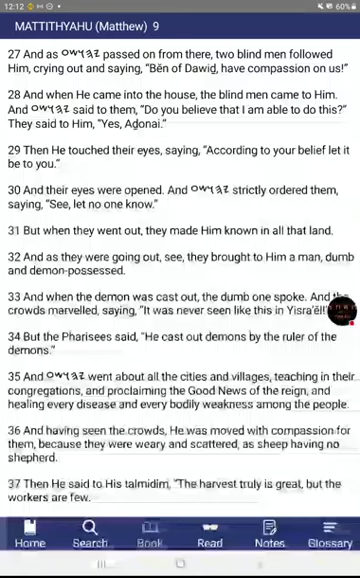 12:12 60%
MATTITHYAHU (Matthew) 9
27 And as 𐤉𐤄𐤅𐤔𐤏 passed on from there, two blind men followed
Him, crying out and saying, "Bĕn of Dawiḏ, have compassion on us!"
28 And when He came into the house, the blind men came to Him.
And 𐤉𐤄𐤅𐤔𐤏 said to them, "Do you believe that I am able to do this?"
They said to Him, "Yes, Aḏonai."
29 Then He touched their eyes, saying, "According to your belief let it
be to you."
30 And their eyes were opened. And 𐤉𐤄𐤅𐤔𐤏 strictly ordered them,
saying, "See, let no one know."
31 But when they went out, they made Him known in all that land.
32 And as they were going out, see, they brought to Him a man, dumb
and demon-possessed.
33 And when the demon was cast out, the dumb one spoke. And the
crowds marvelled, saying, "It was never seen like this in Yisra'ĕl!"
34 But the Pharisees said, "He cast out demons by the ruler of the
demons."
35 And 𐤉𐤄𐤅𐤔𐤏 went about all the cities and villages, teaching in their
congregations, and proclaiming the Good News of the reign, and
healing every disease and every bodily weakness among the people.
36 And having seen the crowds, He was moved with compassion for
them, because they were weary and scattered, as sheep having no
shepherd.
37 Then He said to His talmidim, "The harvest truly is great, but the
workers are few.
Home Search Book Read Notes Glossary